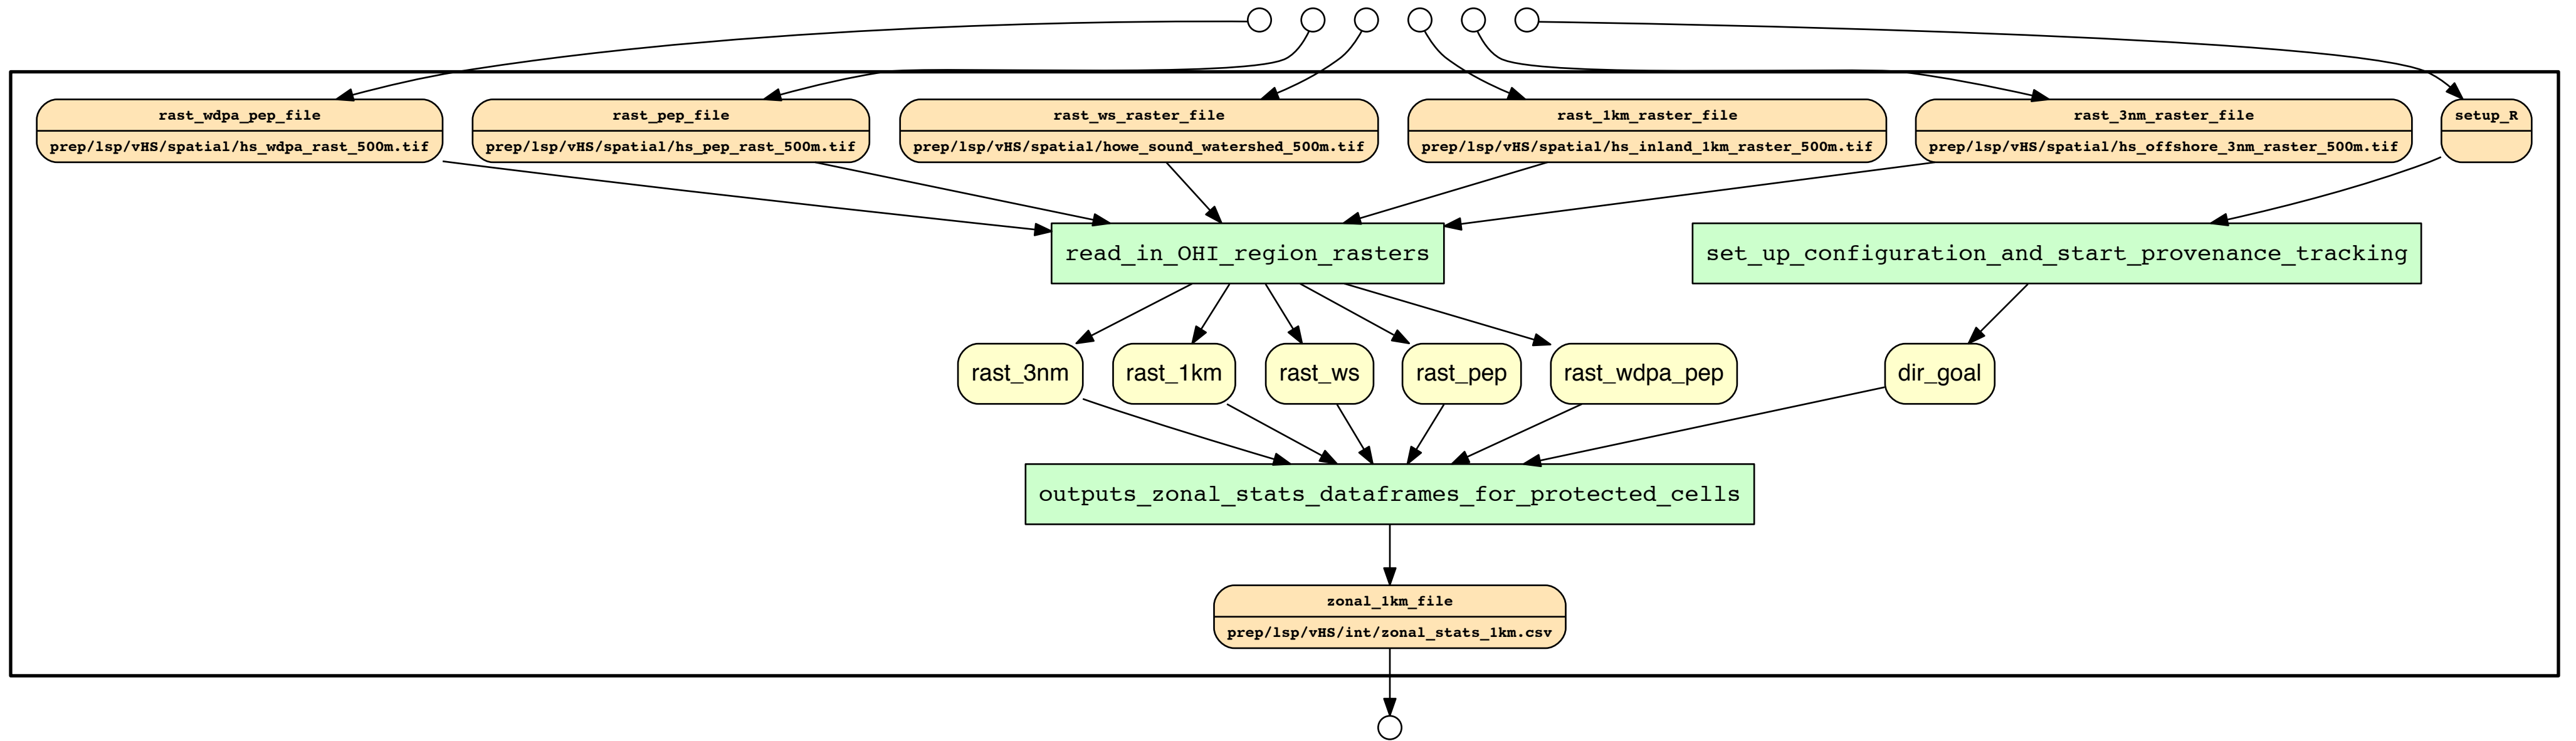 rast_wdpa_pep_file
prep/lsp/vHS/spatial/hs_wdpa_rast_500m.tif
rast_pep_file
prep/lsp/vHS/spatial/hs_pep_rast_500m.tif
rast_ws_raster_file
prep/lsp/vHS/spatial/howe_sound_watershed_500m.tif
rast_1km_raster_file
prep/lsp/vHS/spatial/hs_inland_1km_raster_500m.tif
rast_3nm_raster_file
prep/lsp/vHS/spatial/hs_offshore_3nm_raster_500m.tif
setup_R
read_in_OHI_region_rasters
set_up_configuration_and_start_provenance_tracking
rast_3nm
rast_1km
rast_ws
rast_pep
rast_wdpa_pep
dir_goal
outputs_zonal_stats_dataframes_for_protected_cells
zonal_1km_file
prep/lsp/vHS/int/zonal_stats_1km.csv